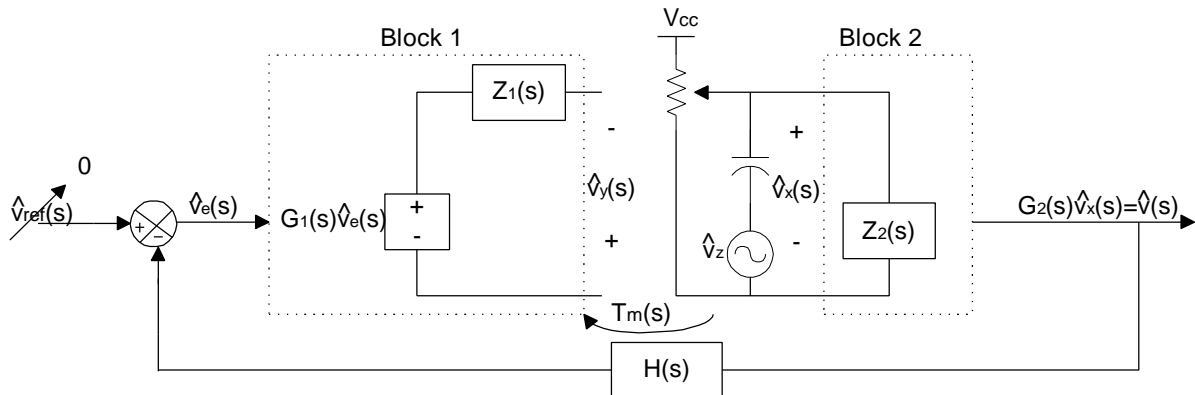 Block 1
Vcc
Block 2
Z1(s)
0
v̂ref(s)
+
−
v̂e(s)
G1(s)v̂e(s)
+
-
-
v̂y(s)
+
+
v̂x(s)
-
v̂z
Z2(s)
G2(s)v̂x(s)=v̂(s)
Tm(s)
H(s)